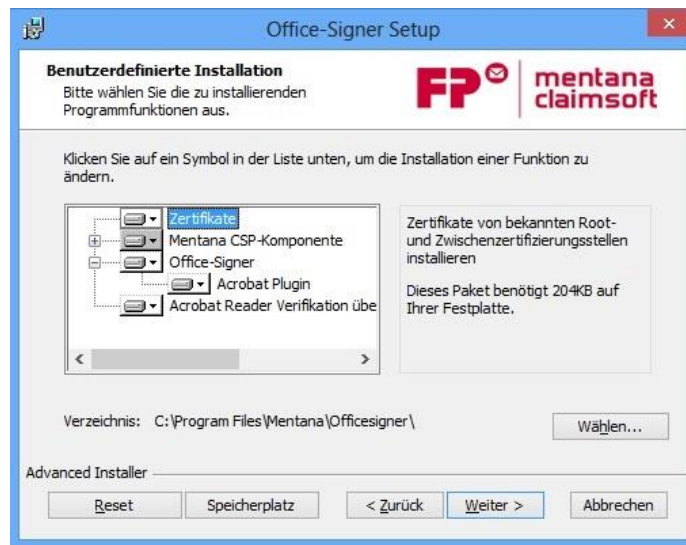 Office-Signer Setup
Benutzerdefinierte Installation
Bitte wählen Sie die zu installierenden
Programmfunktionen aus.
FP
mentana
claimsoft
Klicken Sie auf ein Symbol in der Liste unten, um die Installation einer Funktion zu
ändern.
Zertifikate
Mentana CSP-Komponente
Office-Signer
Acrobat Plugin
Acrobat Reader Verifikation übe
Zertifikate von bekannten Root-
und Zwischenzertifizierungsstellen
installieren
Dieses Paket benötigt 204KB auf
Ihrer Festplatte.
Verzeichnis: C:\Program Files\Mentana\Officesigner\
Wählen...
Advanced Installer
Reset Speicherplatz < Zurück Weiter > Abbrechen